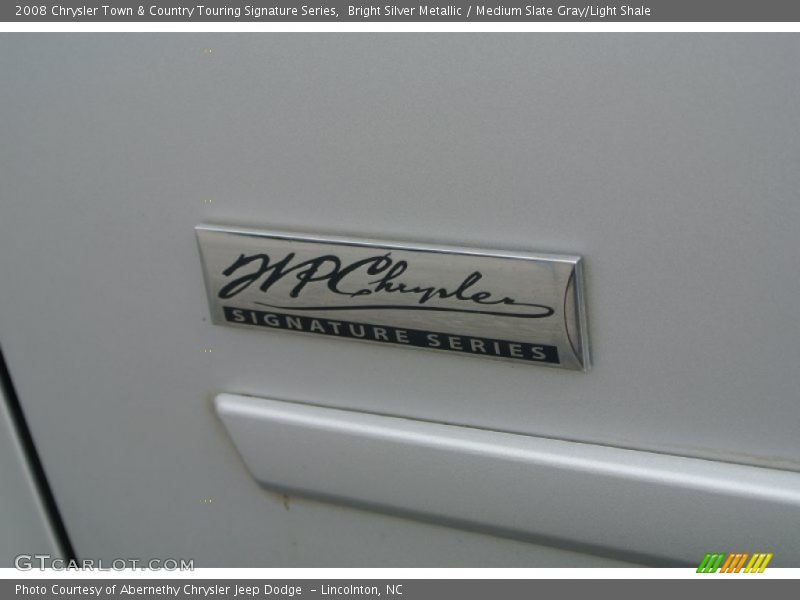 2008 Chrysler Town & Country Touring Signature Series,  Bright Silver Metallic / Medium Slate Gray/Light Shale
WPChrysler
SIGNATURE SERIES
GTCARLOT.COM
Photo Courtesy of Abernethy Chrysler Jeep Dodge  - Lincolnton, NC